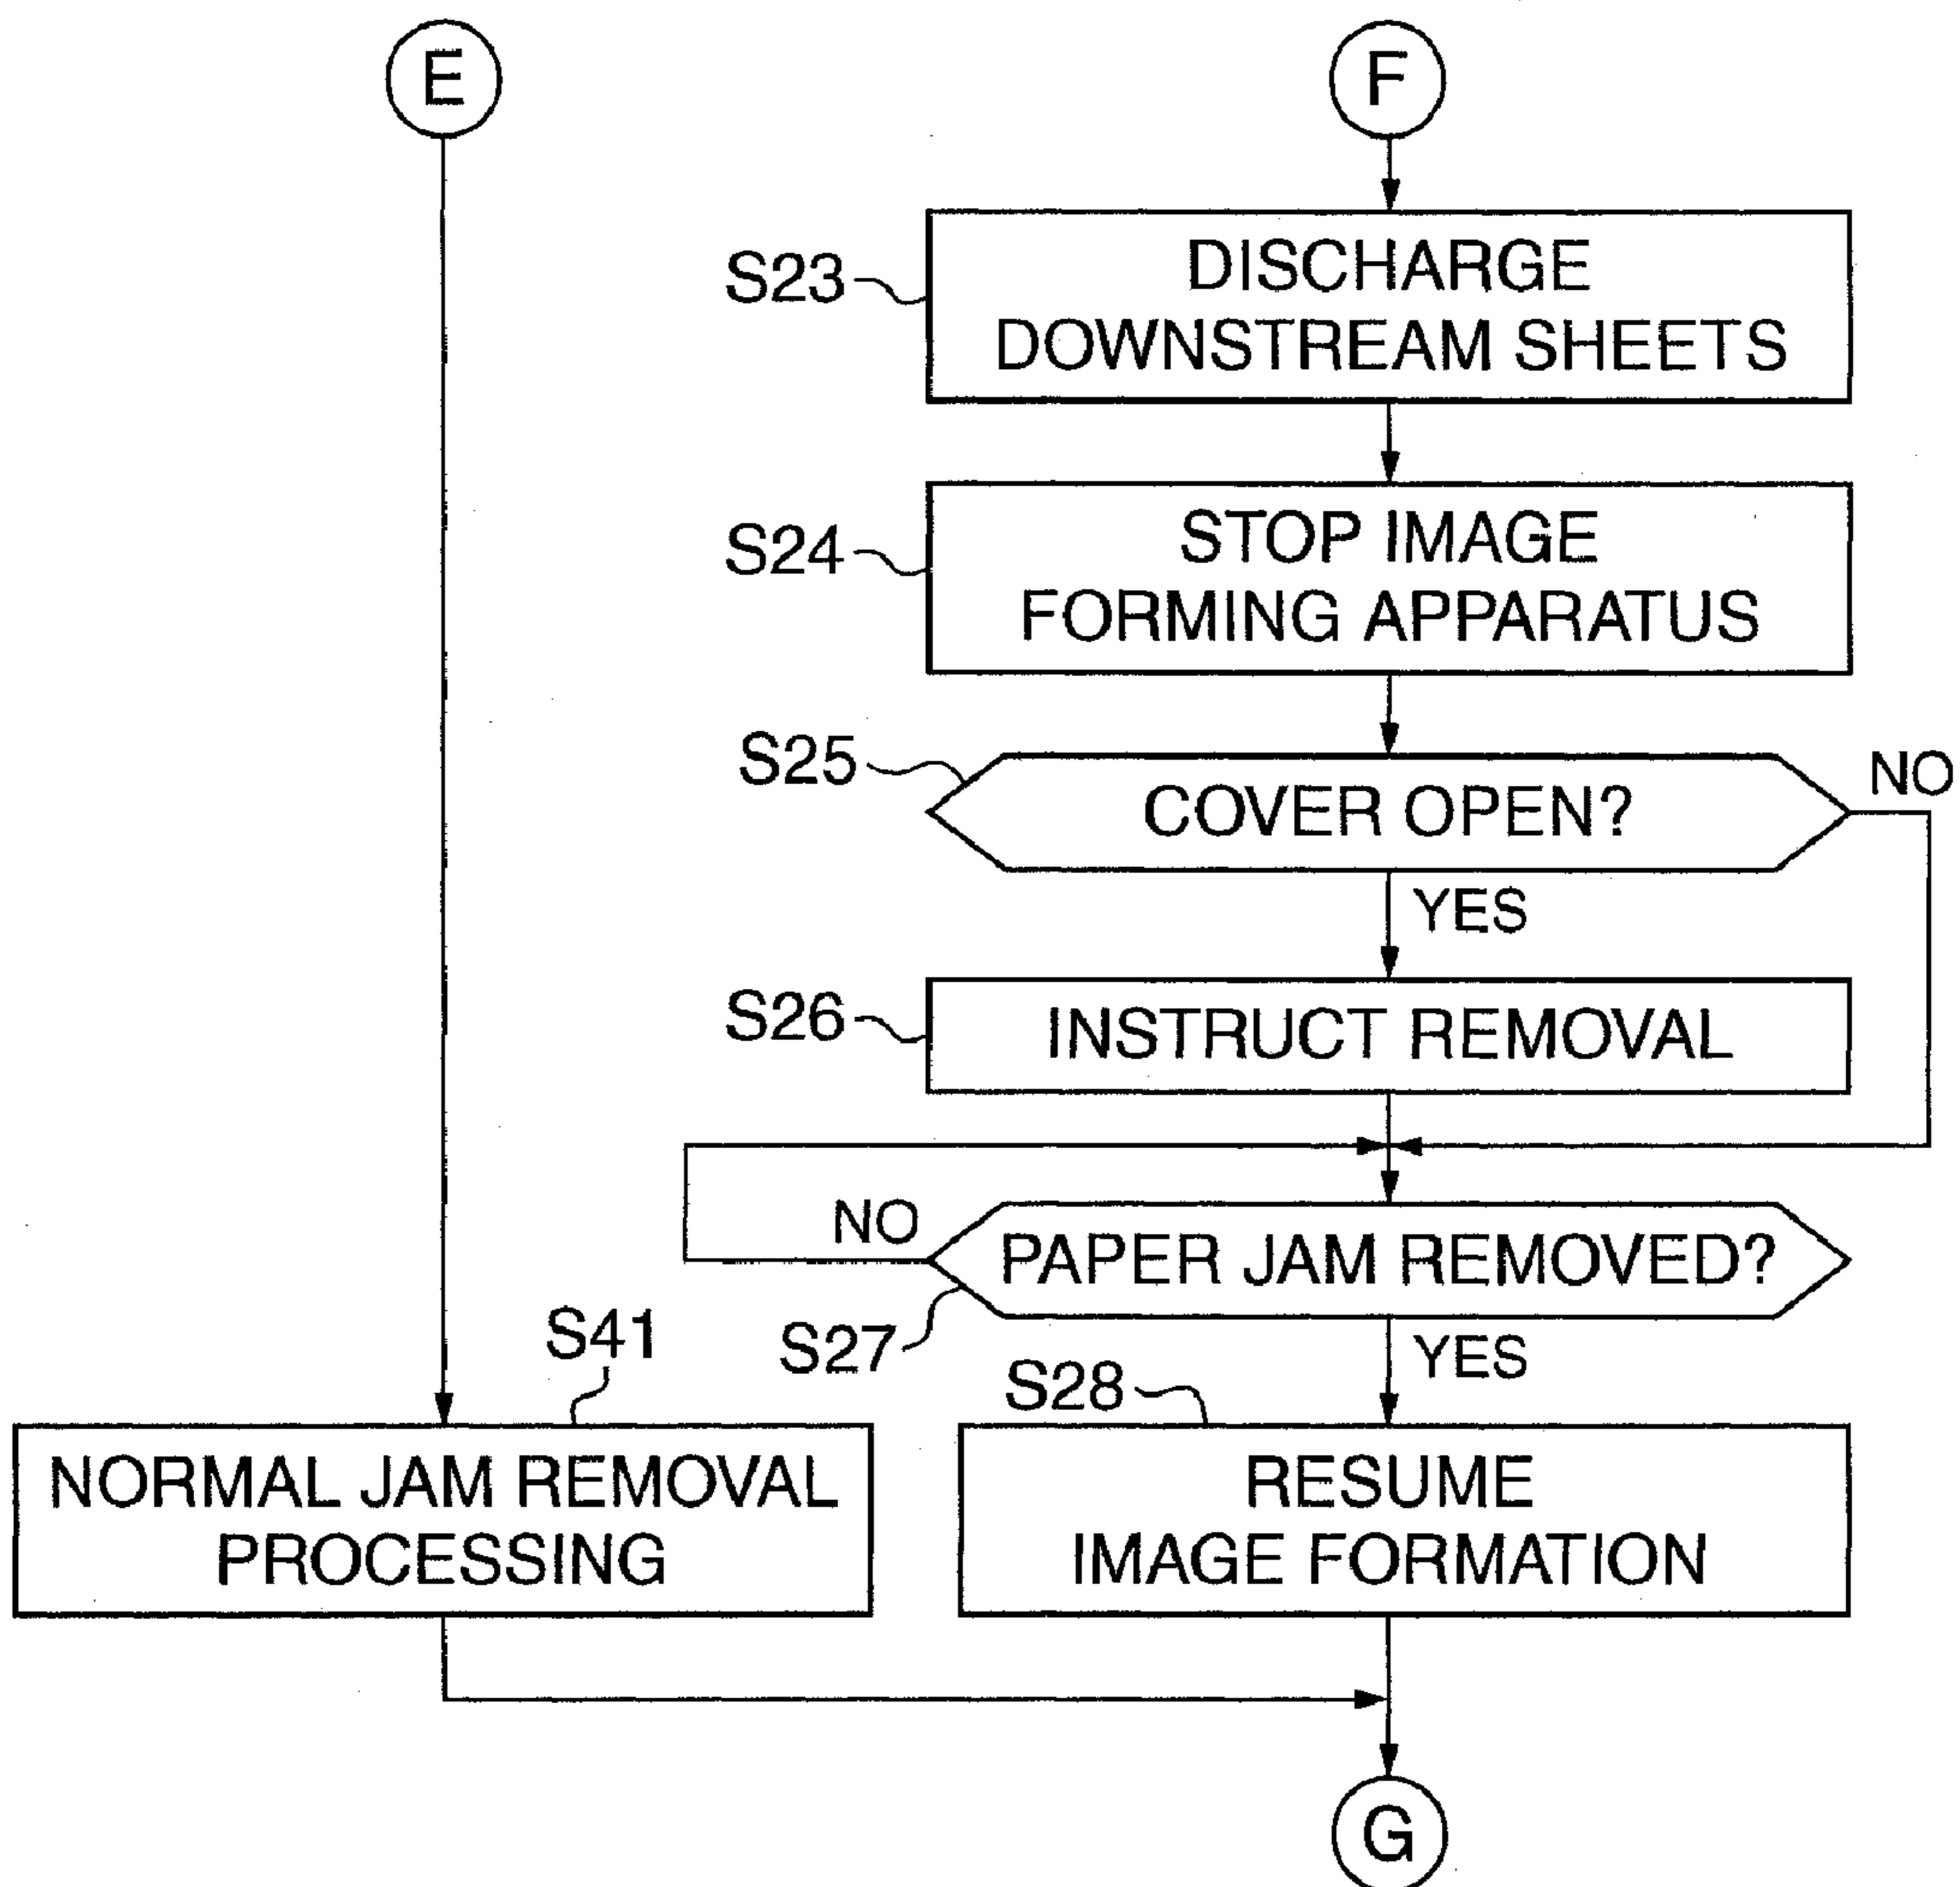 E
F
S23
DISCHARGE
DOWNSTREAM SHEETS
S24
STOP IMAGE
FORMING APPARATUS
S25
COVER OPEN?
NO
YES
S26
INSTRUCT REMOVAL
NO
PAPER JAM REMOVED?
S27
YES
S41
NORMAL JAM REMOVAL
PROCESSING
S28
RESUME
IMAGE FORMATION
G